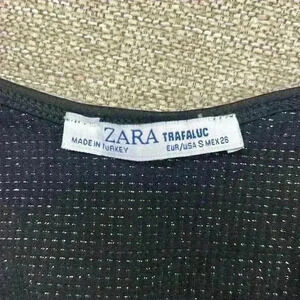 ZARA TRAFALUC
MADE IN TURKEY EUR/USA S MEX 26